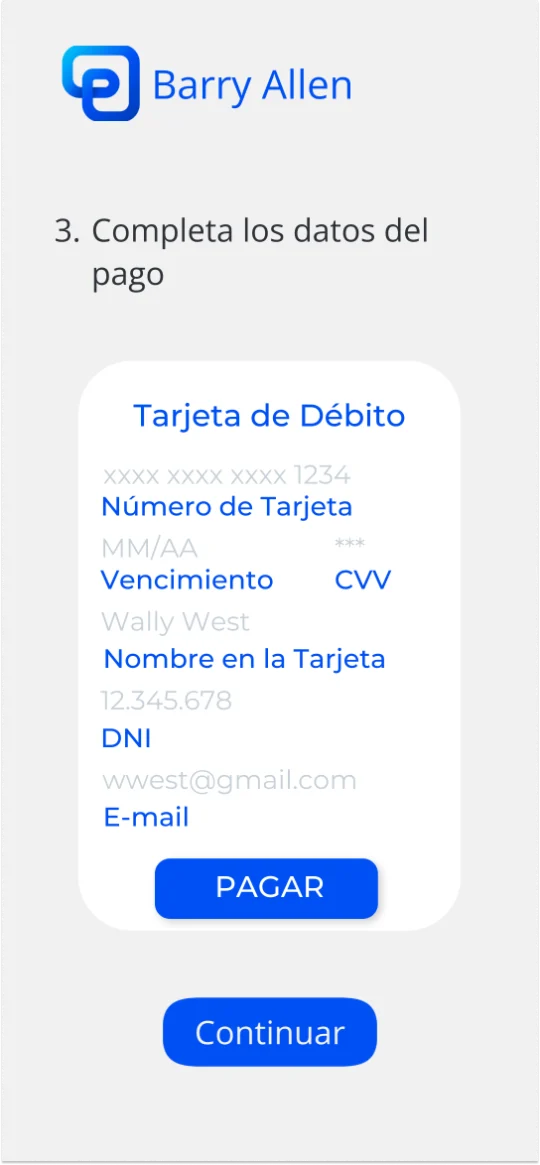 Barry Allen
3. Completa los datos del
pago
Tarjeta de Débito
xxxx xxxx xxxx 1234
Número de Tarjeta
MM/AA ***
Vencimiento CVV
Wally West
Nombre en la Tarjeta
12.345.678
DNI
wwest@gmail.com
E-mail
PAGAR
Continuar